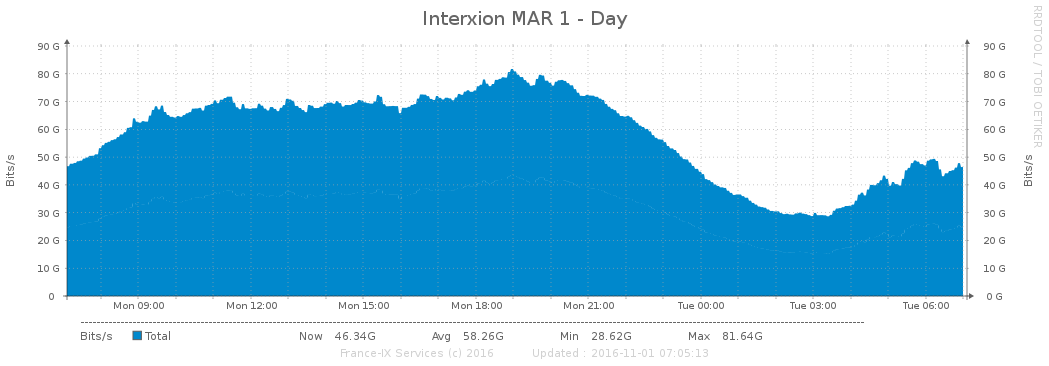 Interxion MAR 1 - Day
RRDTOOL / TOBI OETIKER
Bits/s
90 G 90 G
80 G 80 G
70 G 70 G
60 G 60 G
50 G 50 G
40 G 40 G
30 G 30 G
20 G 20 G
10 G 10 G
0 0 G
Bits/s
Mon 09:00 Mon 12:00 Mon 15:00 Mon 18:00 Mon 21:00 Tue 00:00 Tue 03:00 Tue 06:00
Bits/s Total Now 46.34G Avg 58.26G Min 28.62G Max 81.64G
France-IX Services (c) 2016 Updated : 2016-11-01 07:05:13